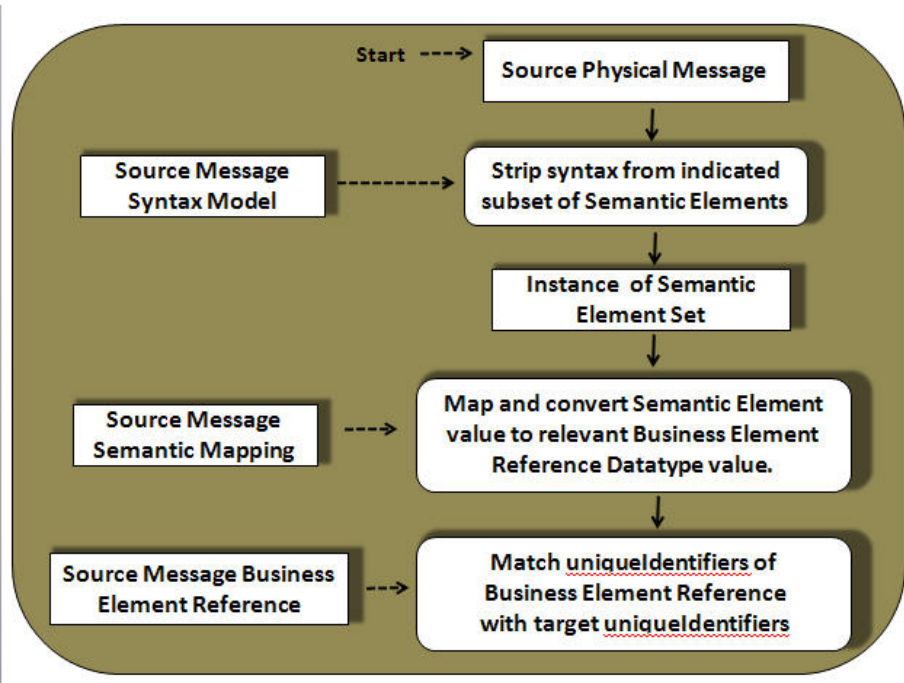 Start
Source Physical Message
Source Message
Syntax Model
Strip syntax from indicated
subset of Semantic Elements
Instance of Semantic
Element Set
Source Message
Semantic Mapping
Map and convert Semantic Element
value to relevant Business Element
Reference Datatype value.
Source Message Business
Element Reference
Match uniqueIdentifiers of
Business Element Reference
with target uniqueIdentifiers